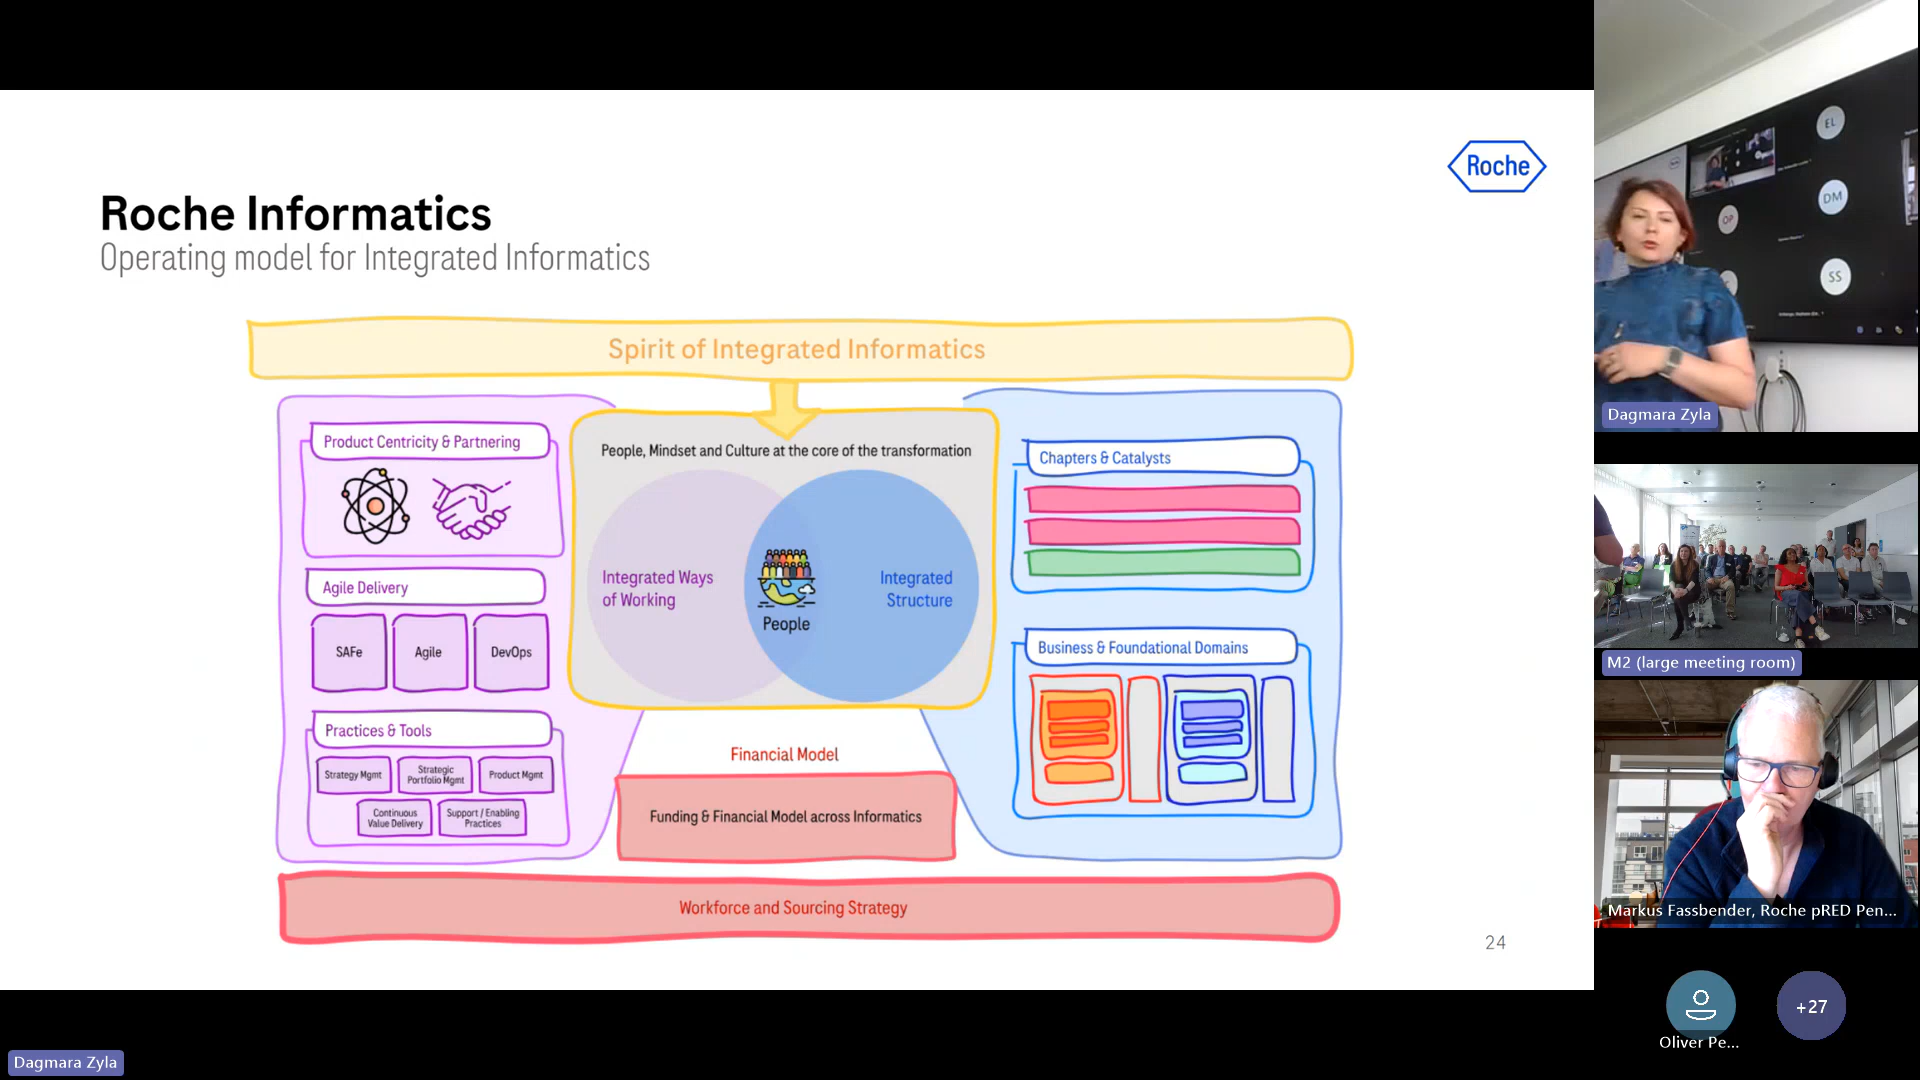 Roche
Roche Informatics
Operating model for Integrated Informatics
Spirit of Integrated Informatics
Product Centricity & Partnering
Agile Delivery
SAFe
Agile
DevOps
Practices & Tools
Strategy Mgmt
Strategic
Portfolio Mgmt
Product Mgmt
Continuous
Value Delivery
Support / Enabling
Practices
People, Mindset and Culture at the core of the transformation
Integrated Ways
of Working
People
Integrated
Structure
Financial Model
Funding & Financial Model across Informatics
Chapters & Catalysts
Business & Foundational Domains
Workforce and Sourcing Strategy
24
Dagmara Zyla
EL
DM
OP
SS
Dagmara Zyla
M2 (large meeting room)
Markus Fassbender, Roche pRED Pen...
Oliver Pe...
+27